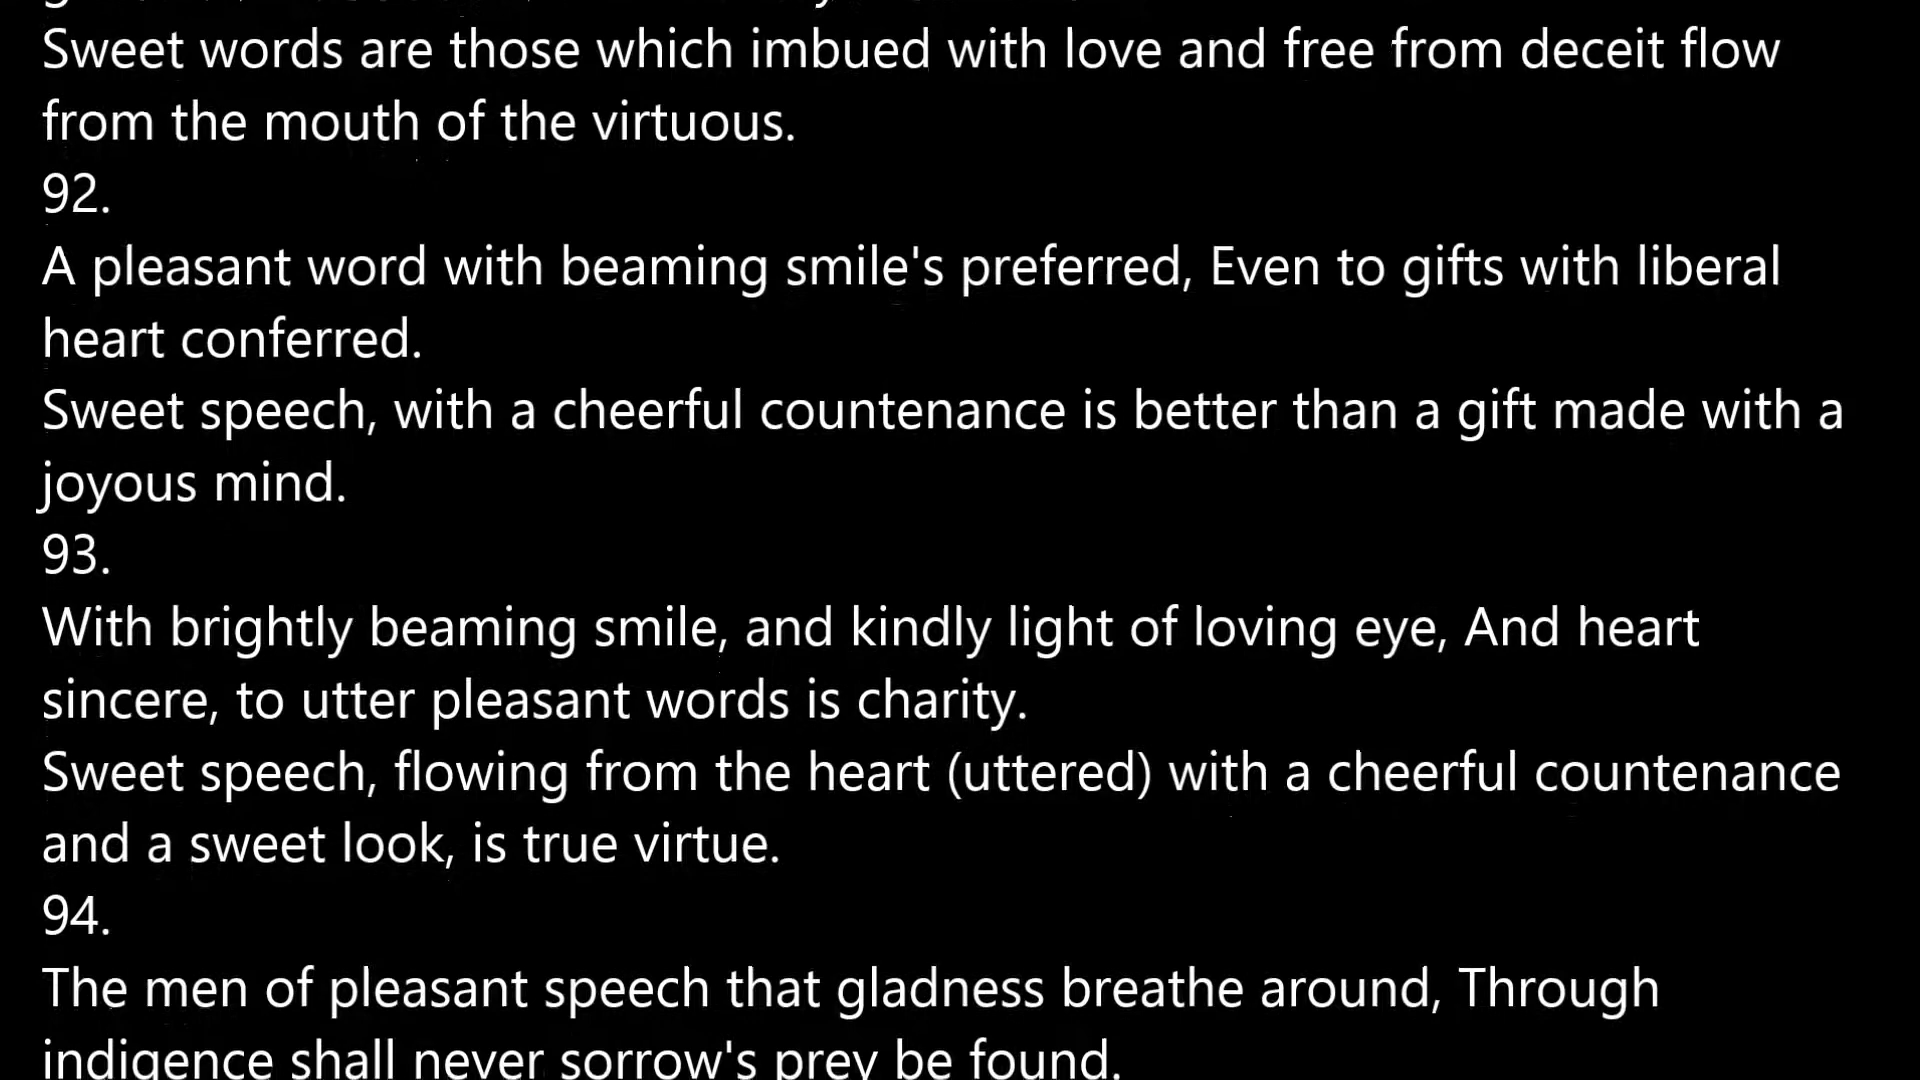 Sweet words are those which imbued with love and free from deceit flow
from the mouth of the virtuous.
92.
A pleasant word with beaming smile's preferred, Even to gifts with liberal
heart conferred.
Sweet speech, with a cheerful countenance is better than a gift made with a
joyous mind.
93.
With brightly beaming smile, and kindly light of loving eye, And heart
sincere, to utter pleasant words is charity.
Sweet speech, flowing from the heart (uttered) with a cheerful countenance
and a sweet look, is true virtue.
94.
The men of pleasant speech that gladness breathe around, Through
indigence shall never sorrow's prey be found.